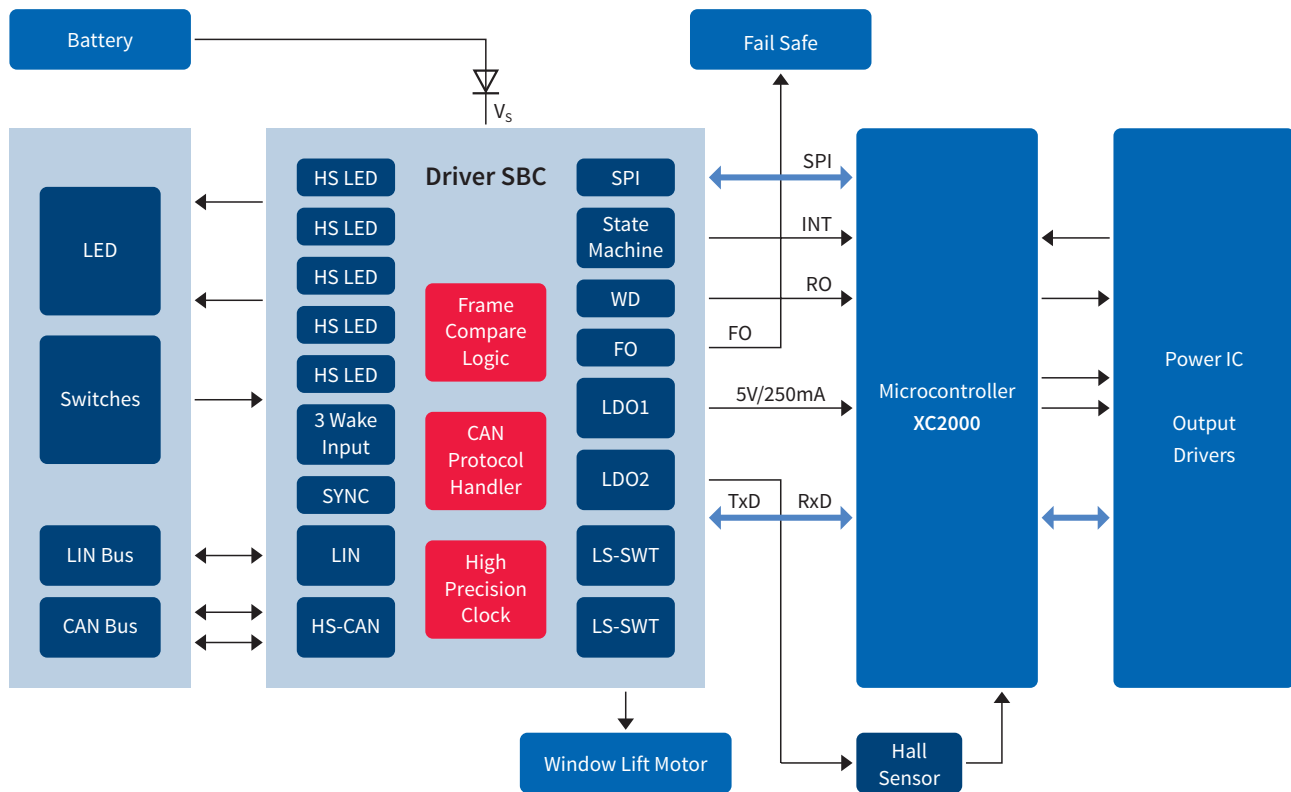 Battery
Fail Safe
V_S
LED
Switches
LIN Bus
CAN Bus
Driver SBC
HS LED
HS LED
HS LED
HS LED
HS LED
3 Wake
Input
SYNC
LIN
HS-CAN
Frame
Compare
Logic
CAN
Protocol
Handler
High
Precision
Clock
SPI
State
Machine
WD
FO
LDO1
LDO2
LS-SWT
LS-SWT
SPI
INT
RO
FO
5V/250mA
TxD
RxD
Microcontroller
XC2000
Power IC
Output
Drivers
Window Lift Motor
Hall
Sensor